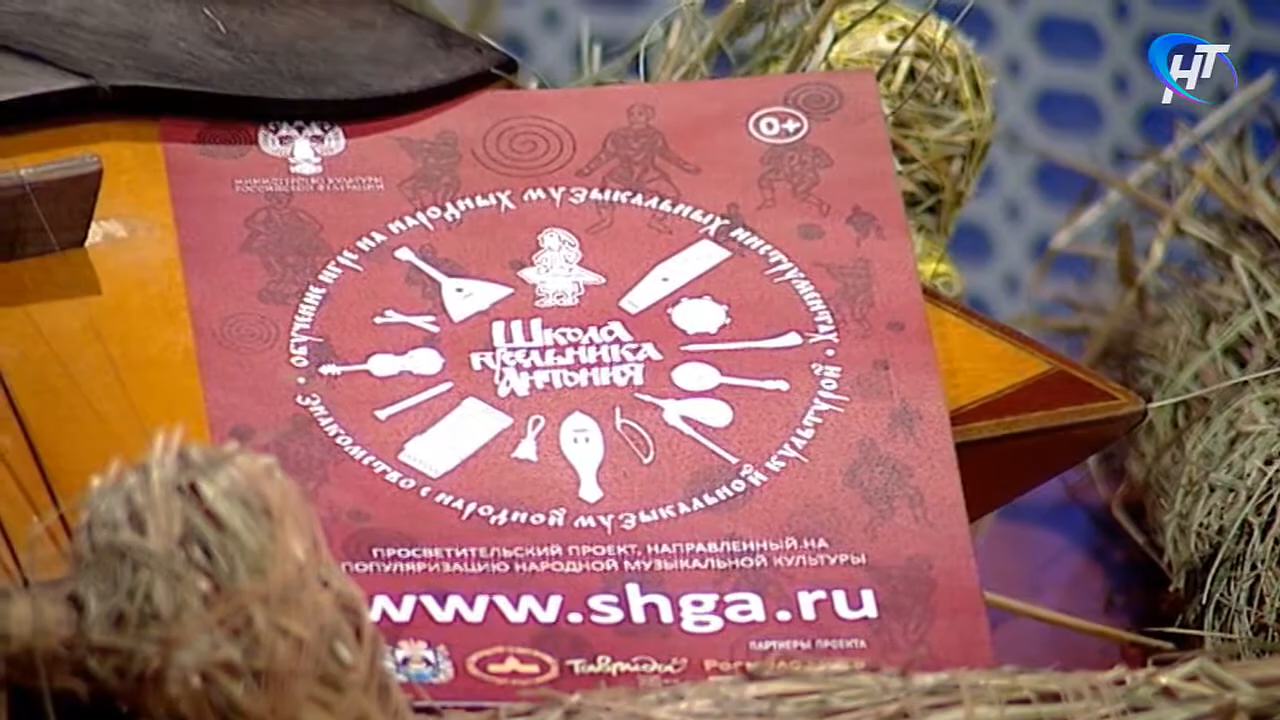 НТ
0+
МИНИСТЕРСТВО КУЛЬТУРЫ
РОССИЙСКОЙ ФЕДЕРАЦИИ
• ОБУЧЕНИЕ ИГРЕ НА НАРОДНЫХ МУЗЫКАЛЬНЫХ ИНСТРУМЕНТАХ •
ЗНАКОМСТВО С НАРОДНОЙ МУЗЫКАЛЬНОЙ КУЛЬТУРОЙ
Школа
гусельника
Антония
ПРОСВЕТИТЕЛЬСКИЙ ПРОЕКТ, НАПРАВЛЕННЫЙ НА
ПОПУЛЯРИЗАЦИЮ НАРОДНОЙ МУЗЫКАЛЬНОЙ КУЛЬТУРЫ
www.shga.ru
ПАРТНЕРЫ ПРОЕКТА